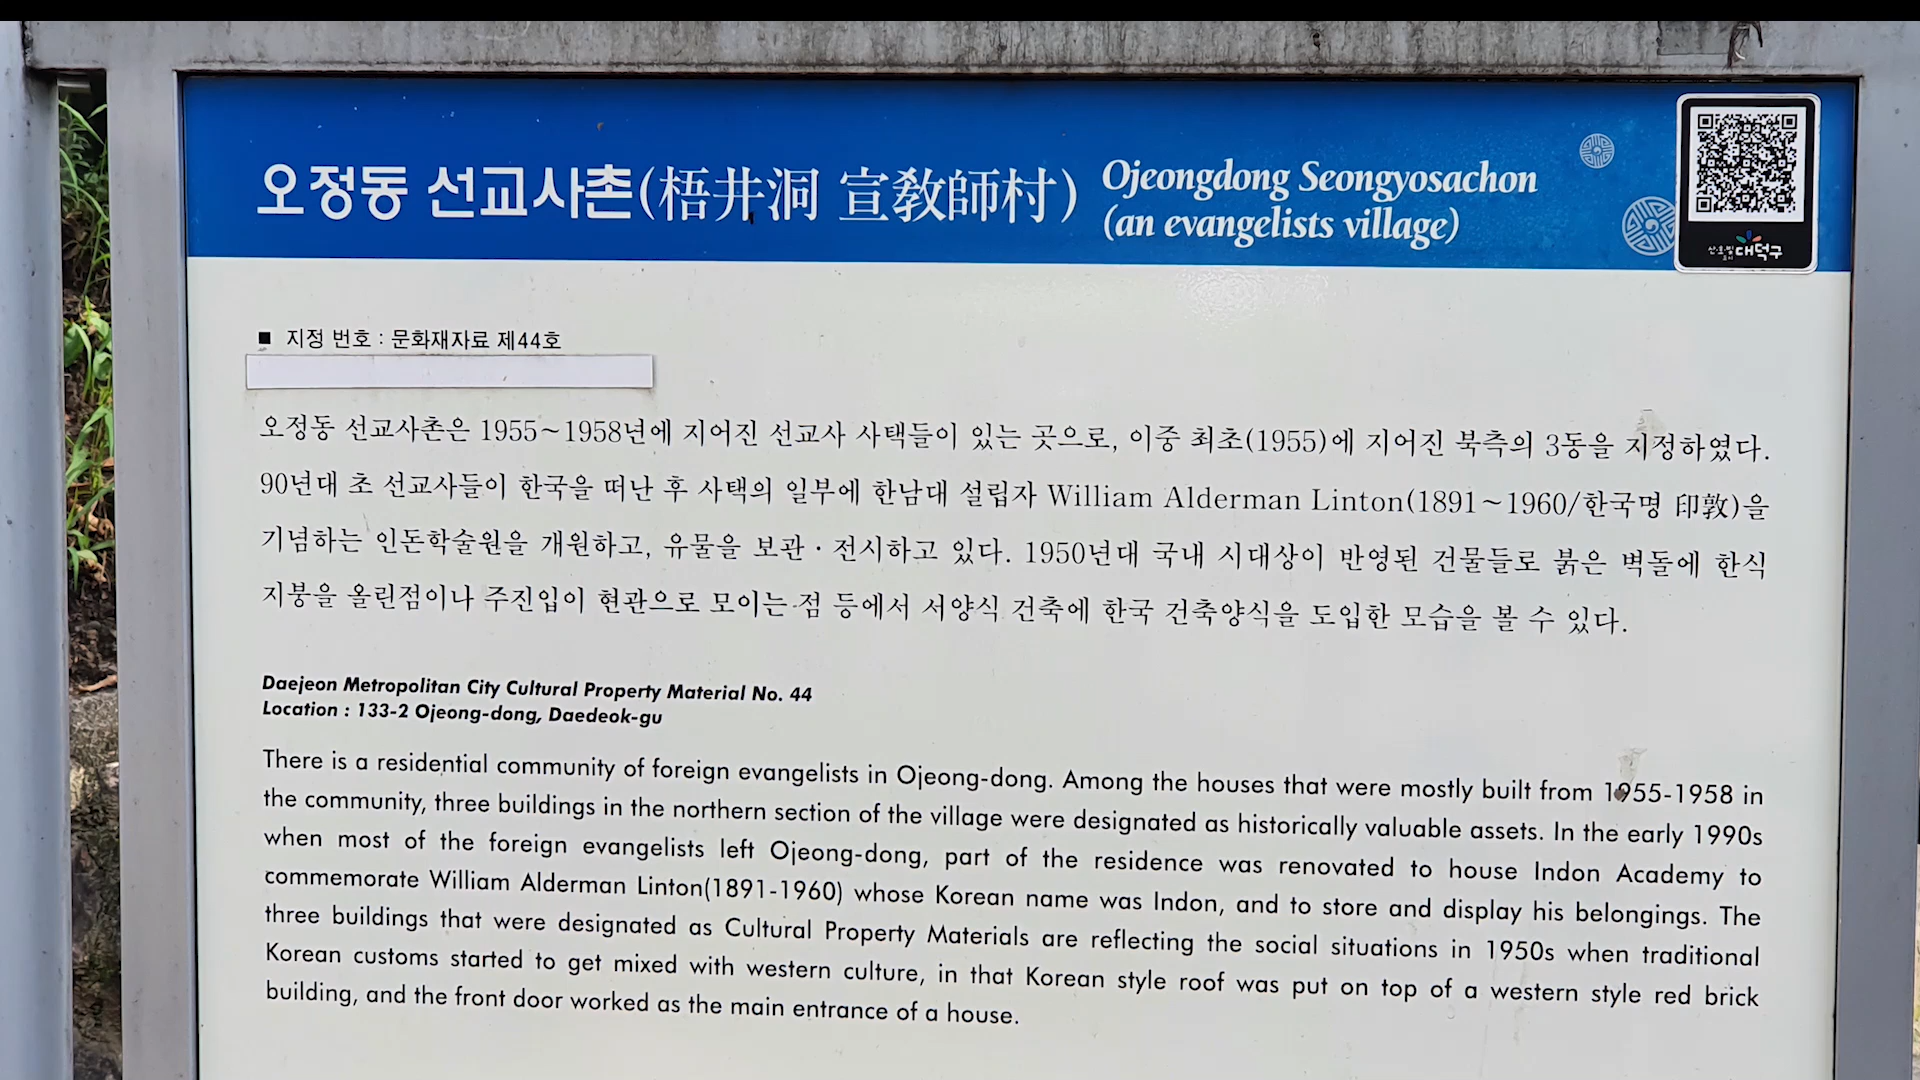 오정동 선교사촌(梧井洞 宣教師村)
Ojeongdong Seongyosachon
(an evangelists village)
대덕구
■ 지정 번호 : 문화재자료 제44호
오정동 선교사촌은 1955~1958년에 지어진 선교사 사택들이 있는 곳으로, 이중 최초(1955)에 지어진 북측의 3동을 지정하였다.
90년대 초 선교사들이 한국을 떠난 후 사택의 일부에 한남대 설립자 William Alderman Linton(1891~1960/한국명 印敦)을
기념하는 인돈학술원을 개원하고, 유물을 보관·전시하고 있다. 1950년대 국내 시대상이 반영된 건물들로 붉은 벽돌에 한식
지붕을 올린점이나 주진입이 현관으로 모이는 점 등에서 서양식 건축에 한국 건축양식을 도입한 모습을 볼 수 있다.
Daejeon Metropolitan City Cultural Property Material No. 44
Location : 133-2 Ojeong-dong, Daedeok-gu
There is a residential community of foreign evangelists in Ojeong-dong. Among the houses that were mostly built from 1955-1958 in
the community, three buildings in the northern section of the village were designated as historically valuable assets. In the early 1990s
when most of the foreign evangelists left Ojeong-dong, part of the residence was renovated to house Indon Academy to
commemorate William Alderman Linton(1891-1960) whose Korean name was Indon, and to store and display his belongings. The
three buildings that were designated as Cultural Property Materials are reflecting the social situations in 1950s when traditional
Korean customs started to get mixed with western culture, in that Korean style roof was put on top of a western style red brick
building, and the front door worked as the main entrance of a house.